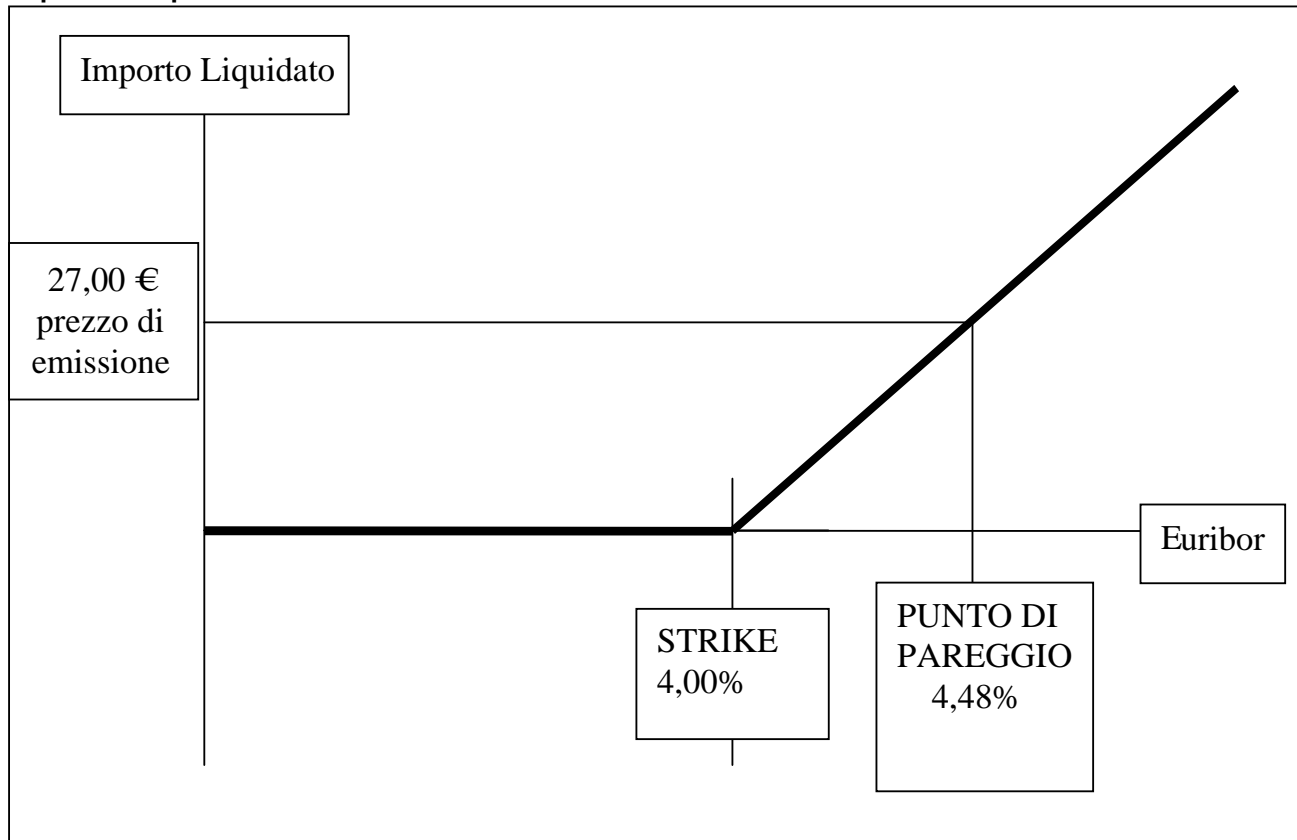 Importo Liquidato
27,00 €
prezzo di
emissione
Euribor
STRIKE
4,00%
PUNTO DI
PAREGGIO
4,48%